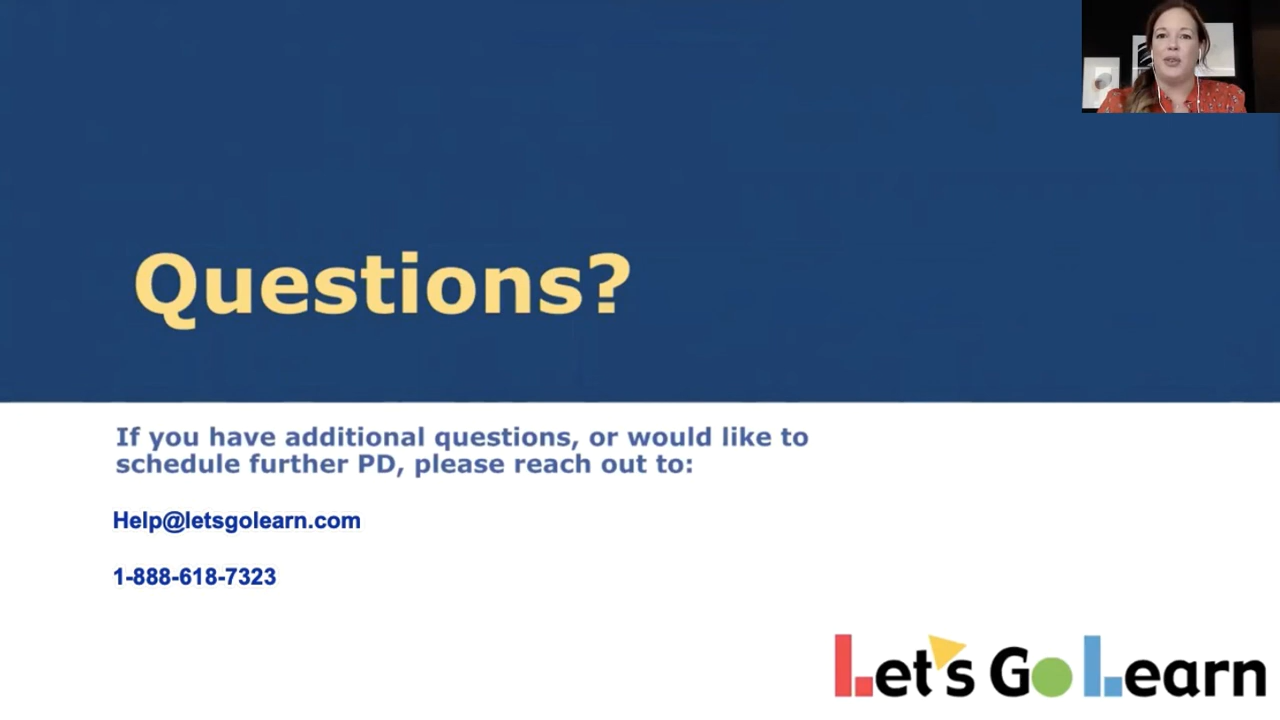 Questions?
If you have additional questions, or would like to
schedule further PD, please reach out to:
Help@letsgolearn.com
1-888-618-7323
Let's Go Learn